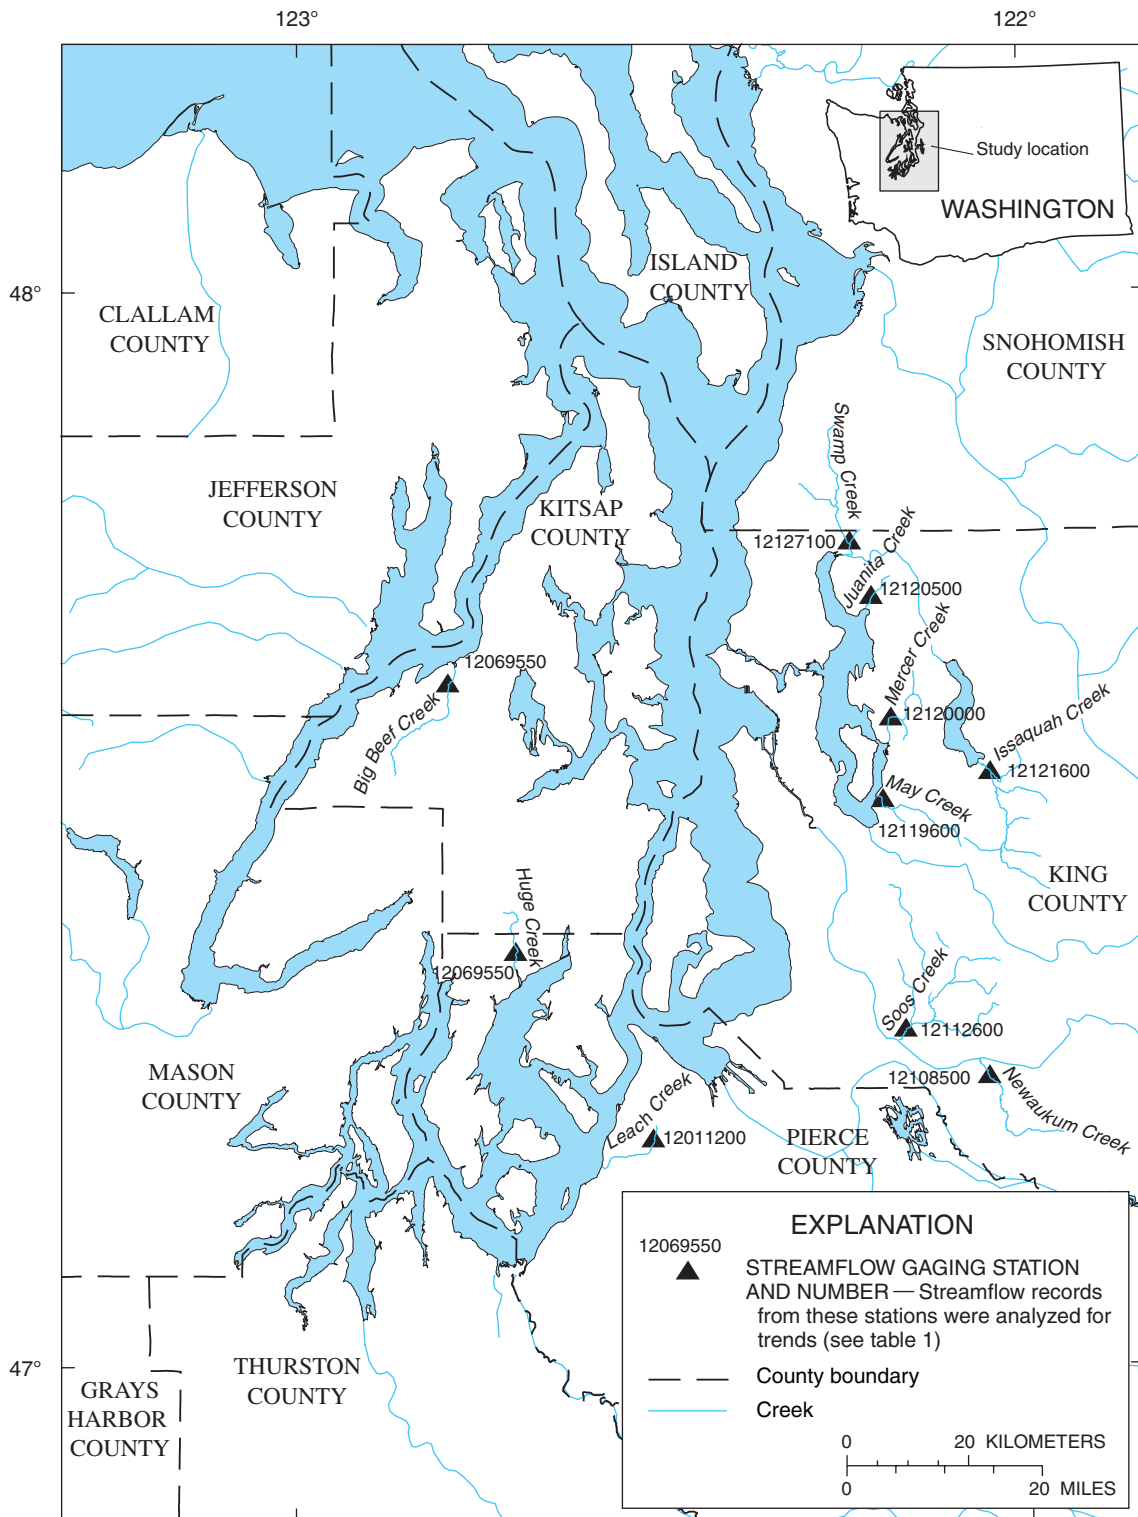 123°
122°
Study location
WASHINGTON
ISLAND
COUNTY
48°
CLALLAM
COUNTY
SNOHOMISH
COUNTY
Swamp Creek
JEFFERSON
COUNTY
KITSAP
COUNTY
12127100
Juanita Creek
12120500
Mercer Creek
12069550
Big Beef Creek
12120000
Issaquah Creek
12121600
May Creek
12119600
KING
COUNTY
Huge Creek
12069550
Soos Creek
12112600
MASON
COUNTY
12108500
Newaukum Creek
Leach Creek
12011200
PIERCE
COUNTY
EXPLANATION
12069550
STREAMFLOW GAGING STATION
AND NUMBER — Streamflow records
from these stations were analyzed for
trends (see table 1)
47°
THURSTON
COUNTY
County boundary
GRAYS
HARBOR
COUNTY
Creek
0 20 KILOMETERS
0 20 MILES